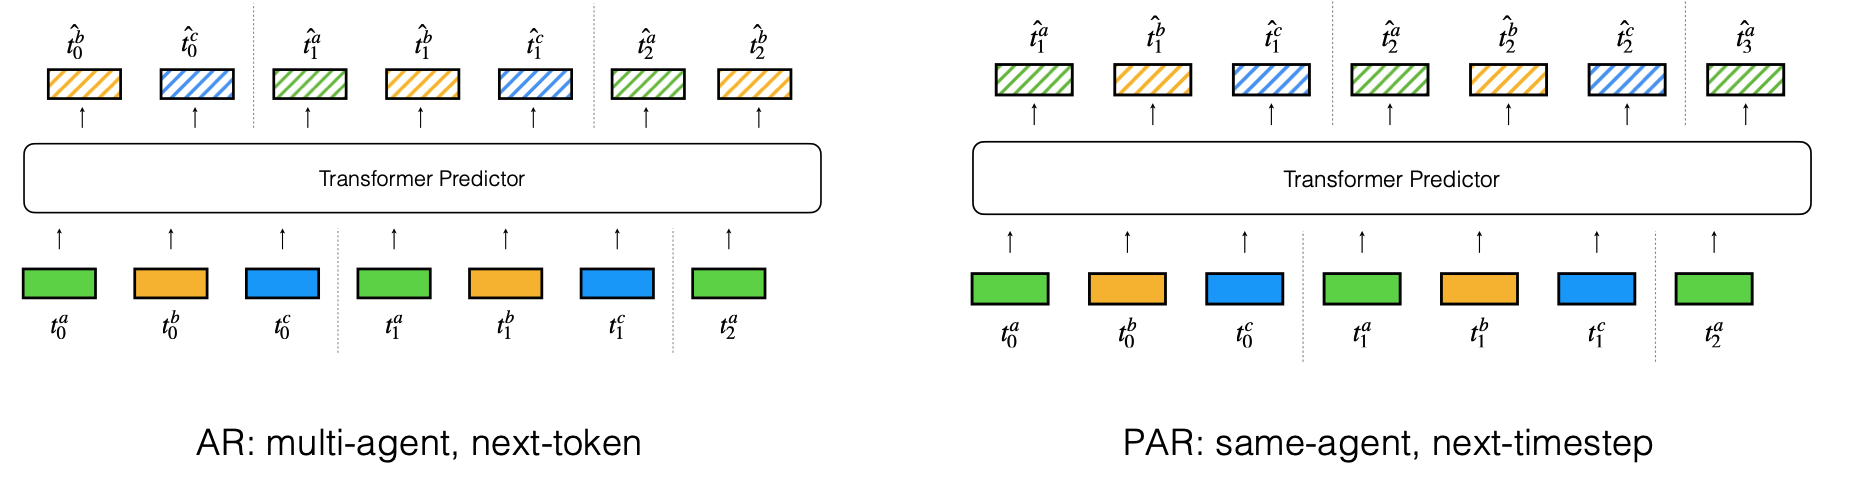 $\hat{t}_0^b$ $\hat{t}_0^c$ $\hat{t}_1^a$ $\hat{t}_1^b$ $\hat{t}_1^c$ $\hat{t}_2^a$ $\hat{t}_2^b$
Transformer Predictor
$t_0^a$ $t_0^b$ $t_0^c$ $t_1^a$ $t_1^b$ $t_1^c$ $t_2^a$
AR: multi-agent, next-token
$\hat{t}_1^a$ $\hat{t}_1^b$ $\hat{t}_1^c$ $\hat{t}_2^a$ $\hat{t}_2^b$ $\hat{t}_2^c$ $\hat{t}_3^a$
Transformer Predictor
$t_0^a$ $t_0^b$ $t_0^c$ $t_1^a$ $t_1^b$ $t_1^c$ $t_2^a$
PAR: same-agent, next-timestep